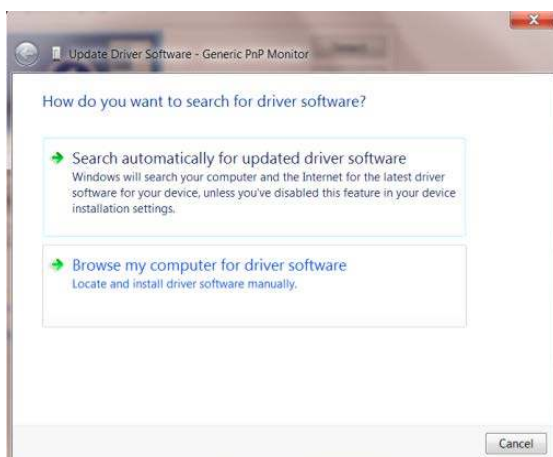 Update Driver Software - Generic PnP Monitor
How do you want to search for driver software?
Search automatically for updated driver software
Windows will search your computer and the Internet for the latest driver
software for your device, unless you've disabled this feature in your device
installation settings.
Browse my computer for driver software
Locate and install driver software manually.
Cancel